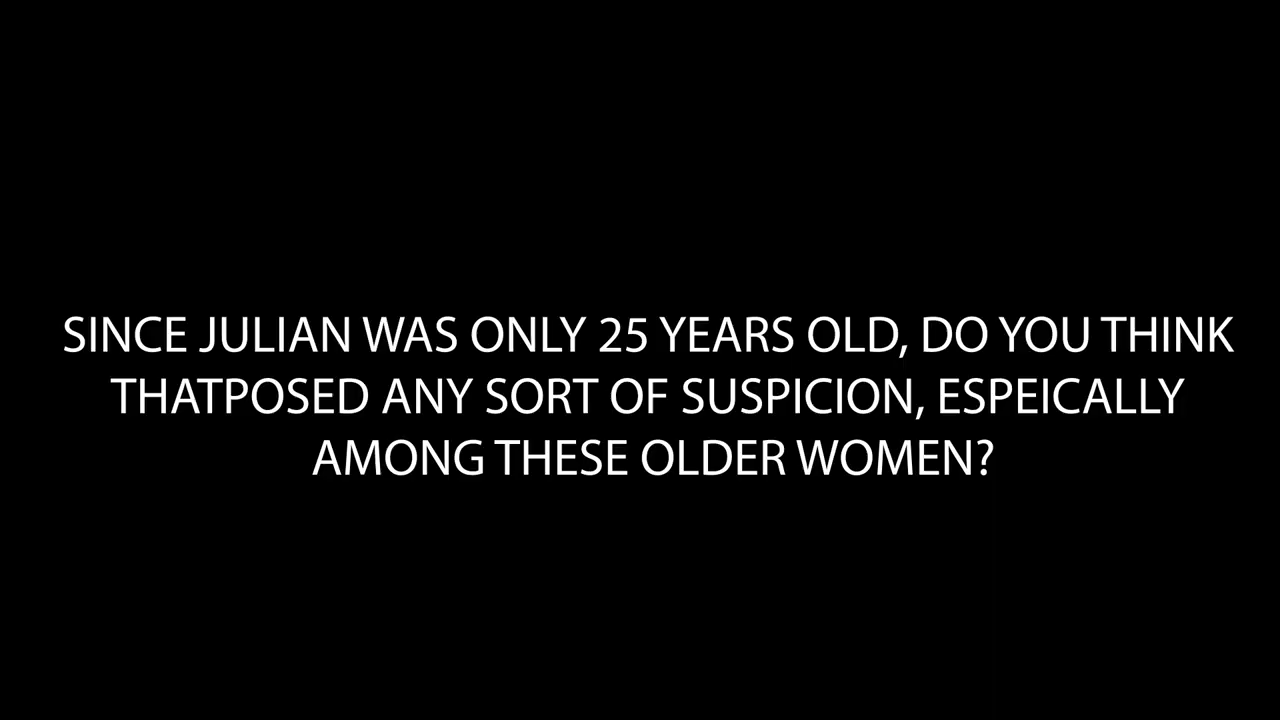 SINCE JULIAN WAS ONLY 25 YEARS OLD, DO YOU THINK
THATPOSED ANY SORT OF SUSPICION, ESPEICALLY
AMONG THESE OLDER WOMEN?